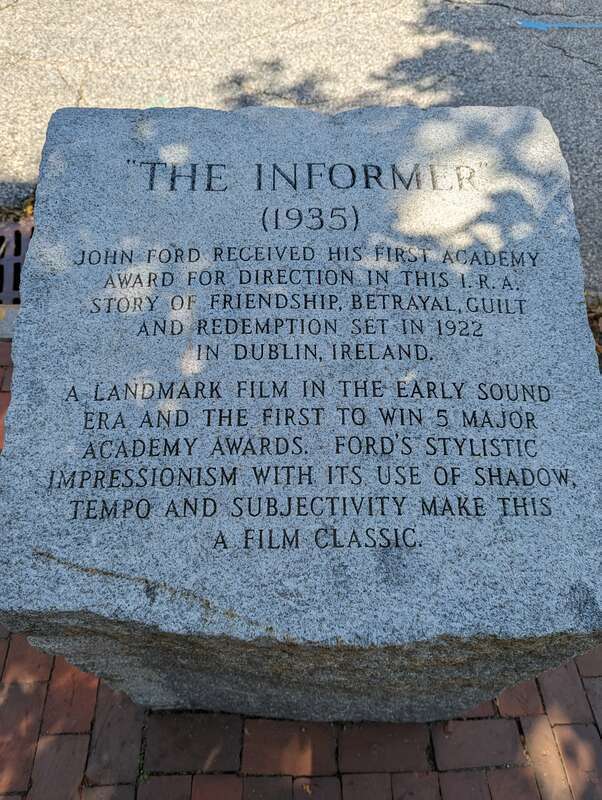 "THE INFORMER"
(1935)
JOHN FORD RECEIVED HIS FIRST ACADEMY
AWARD FOR DIRECTION IN THIS I.R.A.
STORY OF FRIENDSHIP, BETRAYAL, GUILT
AND REDEMPTION SET IN 1922
IN DUBLIN, IRELAND.
A LANDMARK FILM IN THE EARLY SOUND
ERA AND THE FIRST TO WIN 5 MAJOR
ACADEMY AWARDS. FORD'S STYLISTIC
IMPRESSIONISM WITH ITS USE OF SHADOW,
TEMPO AND SUBJECTIVITY MAKE THIS
A FILM CLASSIC.